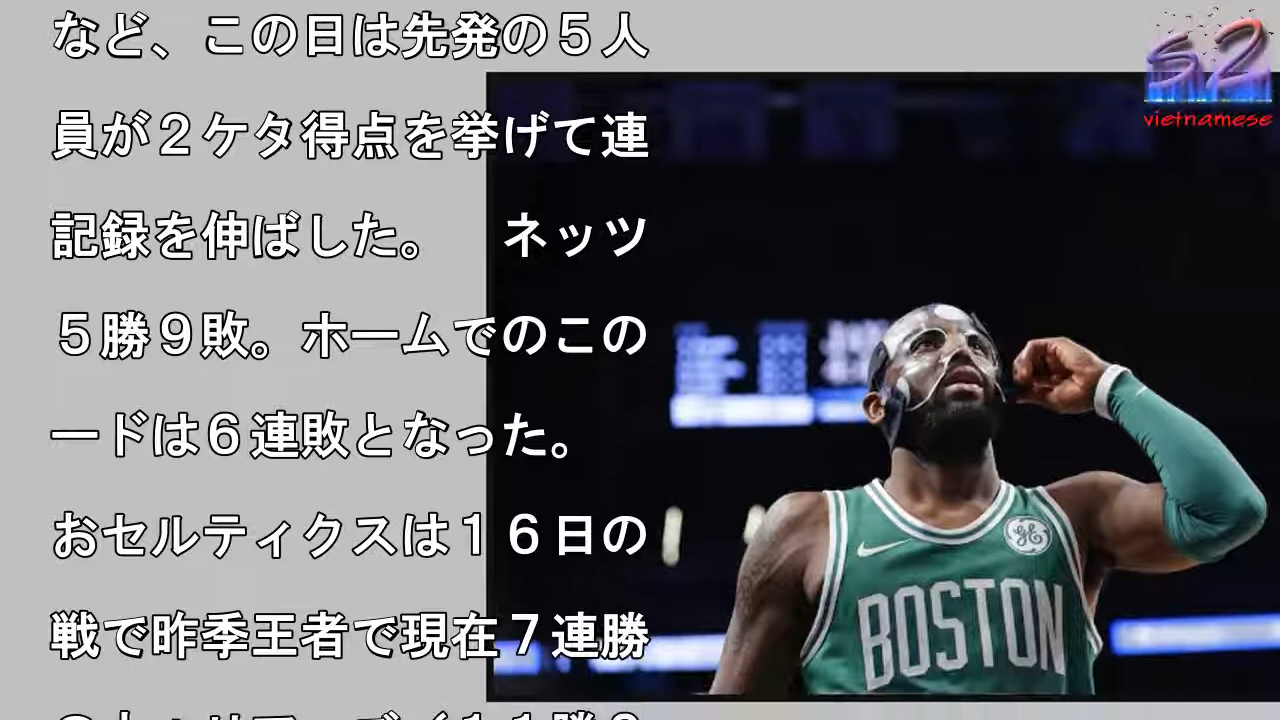 など、この日は先発の５人
員が２ケタ得点を挙げて連
記録を伸ばした。　ネッツ
５勝９敗。ホームでのこの
ードは６連敗となった。
おセルティクスは１６日の
戦で昨季王者で現在７連勝
S2
vietnamese
GE
BOSTON